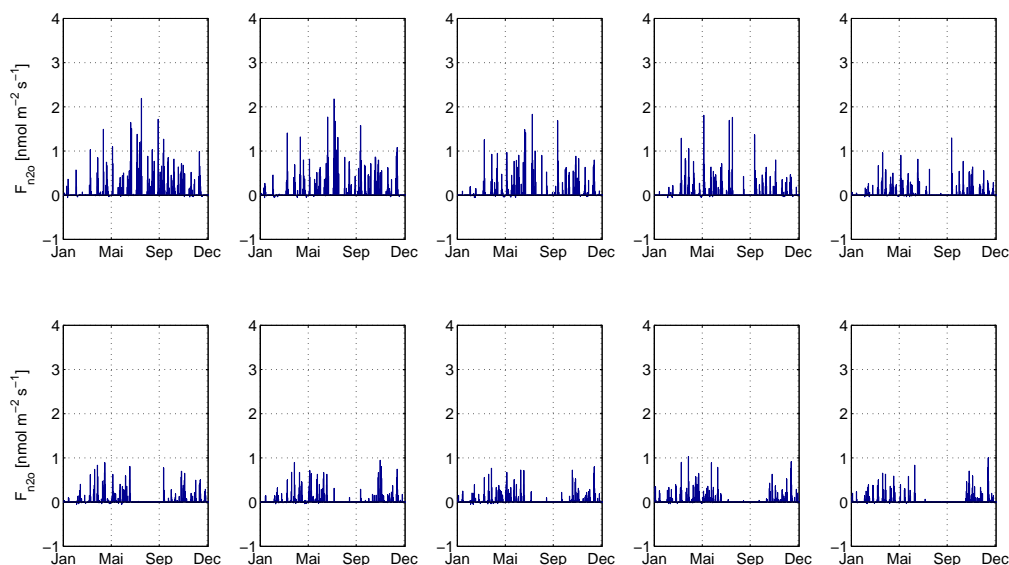 4 4 4 4 4
3 3 3 3 3
2 2 2 2 2
1 1 1 1 1
0 0 0 0 0
−1 −1 −1 −1 −1
F_n2o [nmol m⁻² s⁻¹]
Jan Mai Sep Dec Jan Mai Sep Dec Jan Mai Sep Dec Jan Mai Sep Dec Jan Mai Sep Dec
4 4 4 4 4
3 3 3 3 3
2 2 2 2 2
1 1 1 1 1
0 0 0 0 0
−1 −1 −1 −1 −1
F_n2o [nmol m⁻² s⁻¹]
Jan Mai Sep Dec Jan Mai Sep Dec Jan Mai Sep Dec Jan Mai Sep Dec Jan Mai Sep Dec